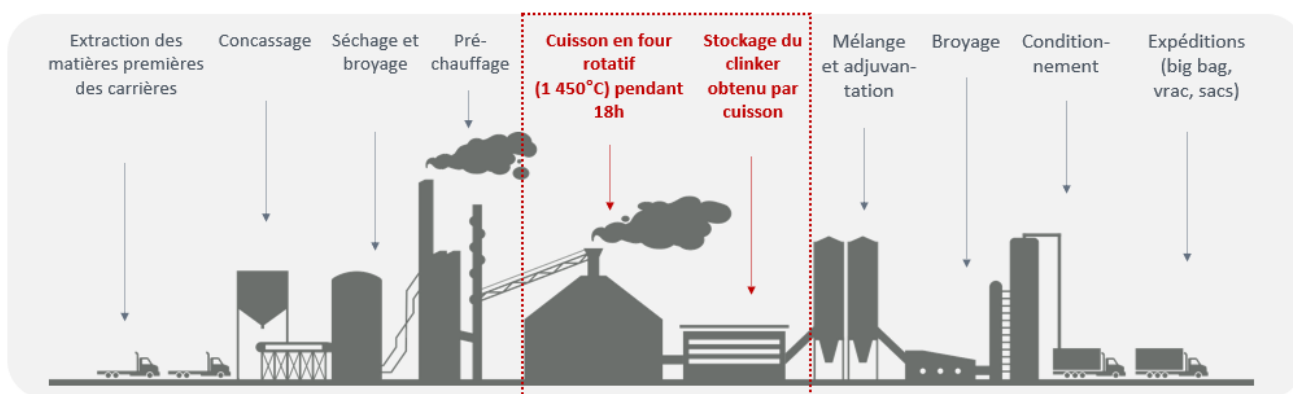 Extraction des
matières premières
des carrières
Concassage
Séchage et
broyage
Pré-
chauffage
Cuisson en four
rotatif
(1 450°C) pendant
18h
Stockage du
clinker
obtenu par
cuisson
Mélange
et adjuvan-
tation
Broyage
Condition-
nement
Expéditions
(big bag,
vrac, sacs)